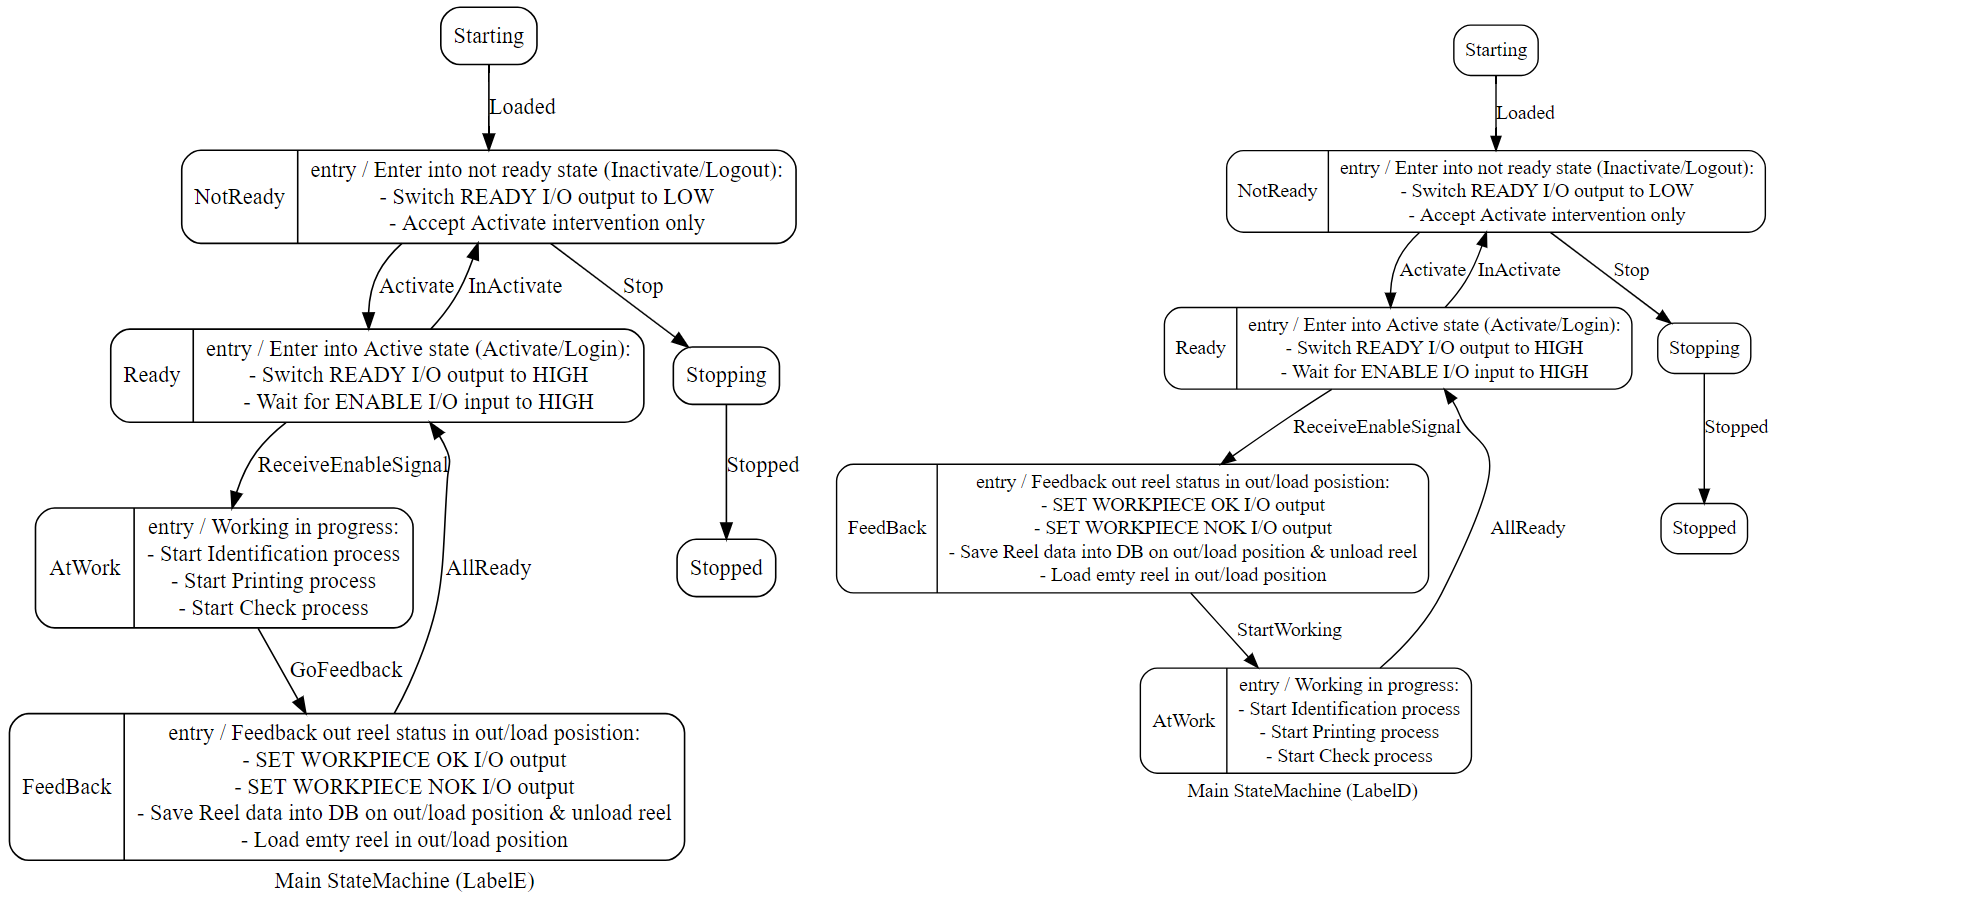 Starting
Loaded
NotReady
entry / Enter into not ready state (Inactivate/Logout):
- Switch READY I/O output to LOW
- Accept Activate intervention only
Activate
InActivate
Stop
Ready
entry / Enter into Active state (Activate/Login):
- Switch READY I/O output to HIGH
- Wait for ENABLE I/O input to HIGH
Stopping
ReceiveEnableSignal
Stopped
AtWork
entry / Working in progress:
- Start Identification process
- Start Printing process
- Start Check process
AllReady
Stopped
GoFeedback
FeedBack
entry / Feedback out reel status in out/load posistion:
- SET WORKPIECE OK I/O output
- SET WORKPIECE NOK I/O output
- Save Reel data into DB on out/load position & unload reel
- Load emty reel in out/load position
Main StateMachine (LabelE)
Starting
Loaded
NotReady
entry / Enter into not ready state (Inactivate/Logout):
- Switch READY I/O output to LOW
- Accept Activate intervention only
Activate
InActivate
Stop
Ready
entry / Enter into Active state (Activate/Login):
- Switch READY I/O output to HIGH
- Wait for ENABLE I/O input to HIGH
Stopping
ReceiveEnableSignal
Stopped
FeedBack
entry / Feedback out reel status in out/load posistion:
- SET WORKPIECE OK I/O output
- SET WORKPIECE NOK I/O output
- Save Reel data into DB on out/load position & unload reel
- Load emty reel in out/load position
AllReady
Stopped
StartWorking
AtWork
entry / Working in progress:
- Start Identification process
- Start Printing process
- Start Check process
Main StateMachine (LabelD)